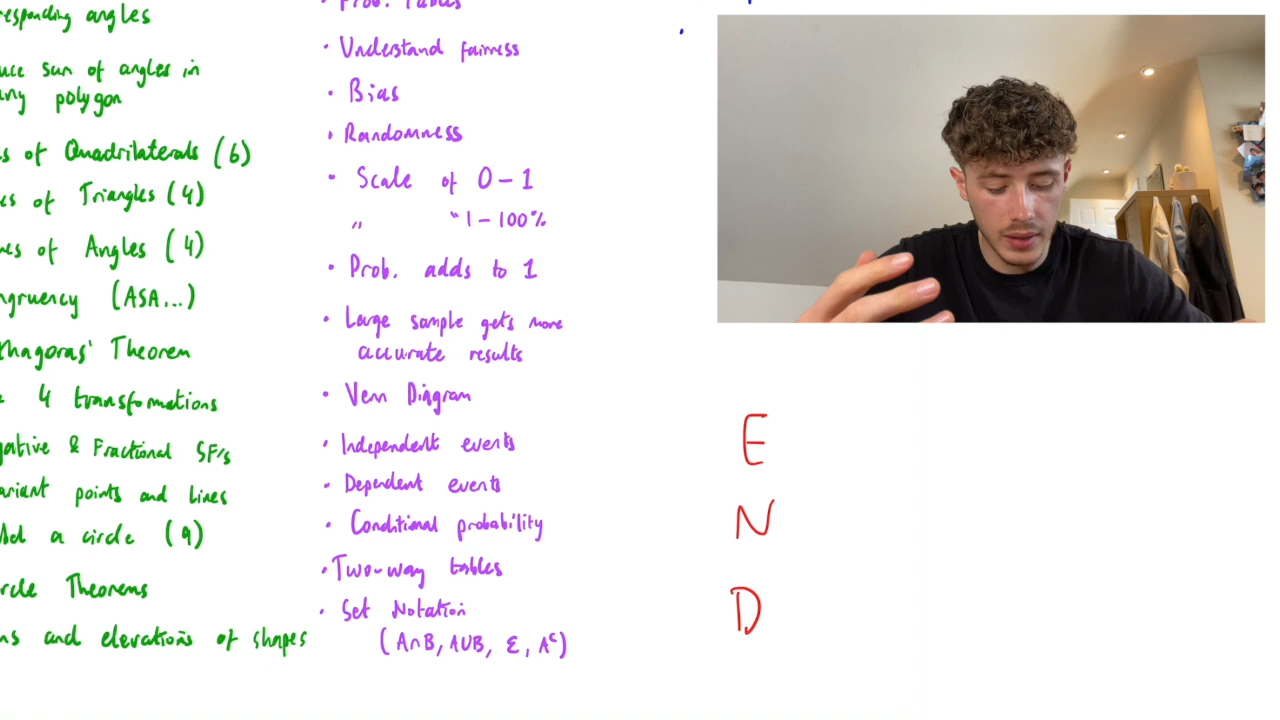 responding angles
uce sum of angles in
any polygon
s of Quadrilaterals (6)
es of Triangles (4)
es of Angles (4)
ngruency (ASA...)
thagoras' Theorem
4 transformations
gative & Fractional SF's
ariant points and lines
a circle (9)
rcle Theorems
ns and elevations of shapes
• Prob. Tables
• Understand fairness
• Bias
• Randomness
• Scale of 0 - 1
" " 1 - 100%
• Prob. adds to 1
• Large sample gets more
accurate results
• Venn Diagram
• Independent events
• Dependent events
• Conditional probability
• Two-way tables
• Set Notation
(A∩B, A∪B, ε, Aᶜ)
E
N
D